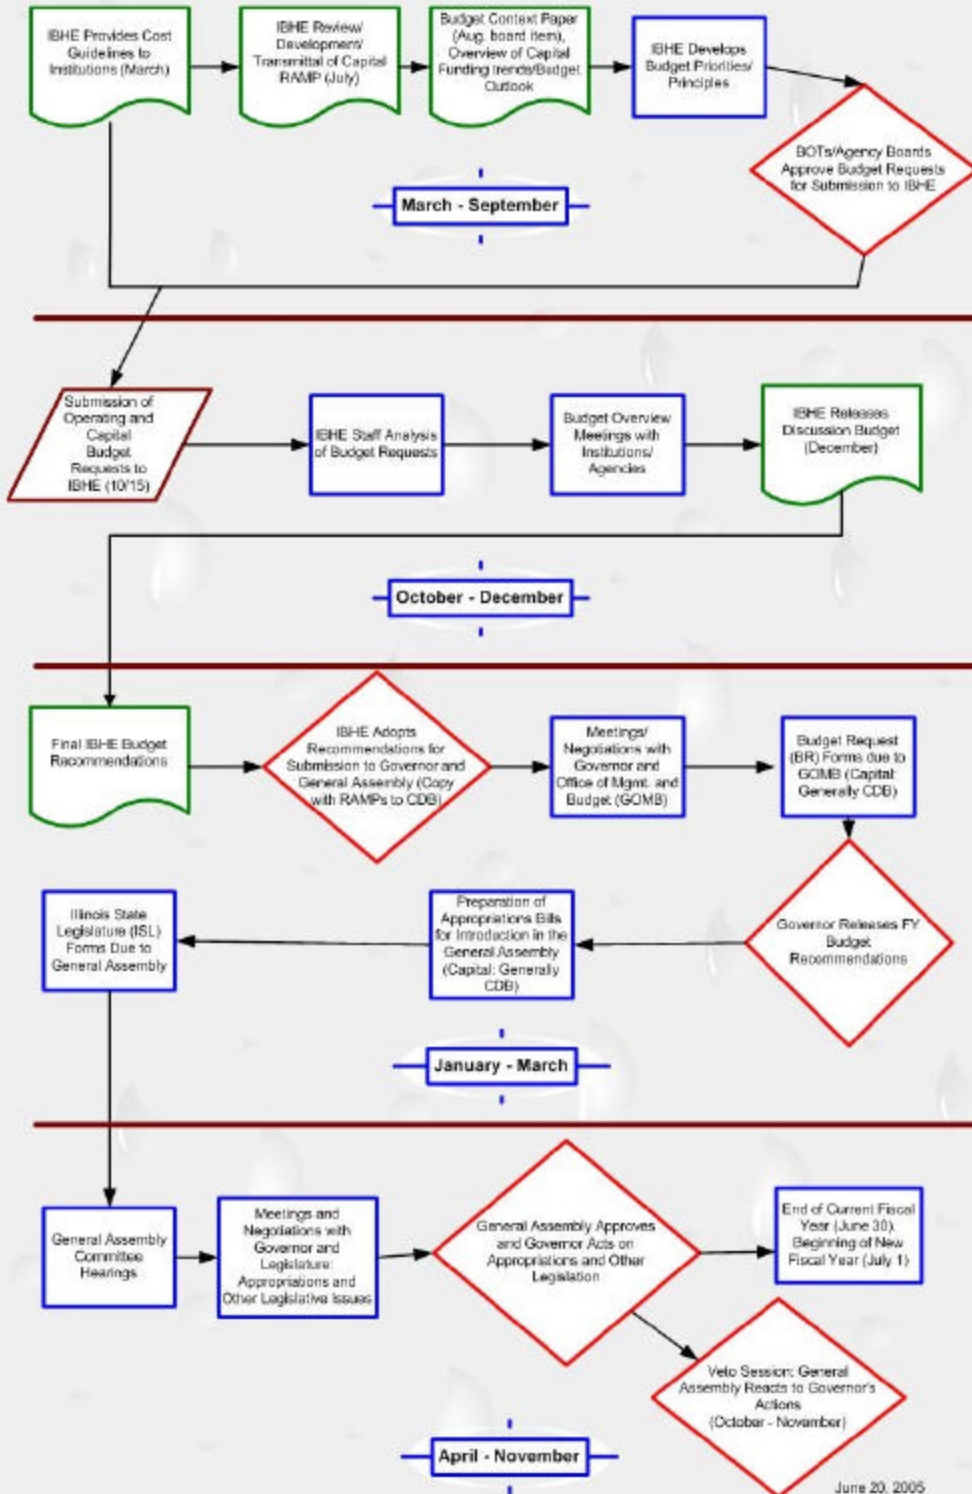 IBHE Provides Cost
Guidelines to
Institutions (March)
IBHE Review/
Development/
Transmittal of Capital
RAMP (July)
Budget Context Paper
(Aug. board item),
Overview of Capital
Funding trends/Budget
Outlook
IBHE Develops
Budget Priorities/
Principles
BOTs/Agency Boards
Approve Budget Requests
for Submission to IBHE
March - September
Submission of
Operating and
Capital
Budget
Requests to
IBHE (10/15)
IBHE Staff Analysis
of Budget Requests
Budget Overview
Meetings with
Institutions/
Agencies
IBHE Releases
Discussion Budget
(December)
October - December
Final IBHE Budget
Recommendations
IBHE Adopts
Recommendations for
Submission to Governor and
General Assembly (Copy
with RAMPs to CDB)
Meetings/
Negotiations with
Governor and
Office of Mgmt. and
Budget (GOMB)
Budget Request
(BR) Forms due to
GOMB (Capital:
Generally CDB)
Illinois State
Legislature (ISL)
Forms Due to
General Assembly
Preparation of
Appropriations Bills
for Introduction in the
General Assembly
(Capital: Generally
CDB)
Governor Releases FY
Budget
Recommendations
January - March
General Assembly
Committee
Hearings
Meetings and
Negotiations with
Governor and
Legislature:
Appropriations and
Other Legislative Issues
General Assembly Approves
and Governor Acts on
Appropriations and Other
Legislation
End of Current Fiscal
Year (June 30),
Beginning of New
Fiscal Year (July 1)
Veto Session: General
Assembly Reacts to Governor's
Actions
(October - November)
April - November
June 20, 2005